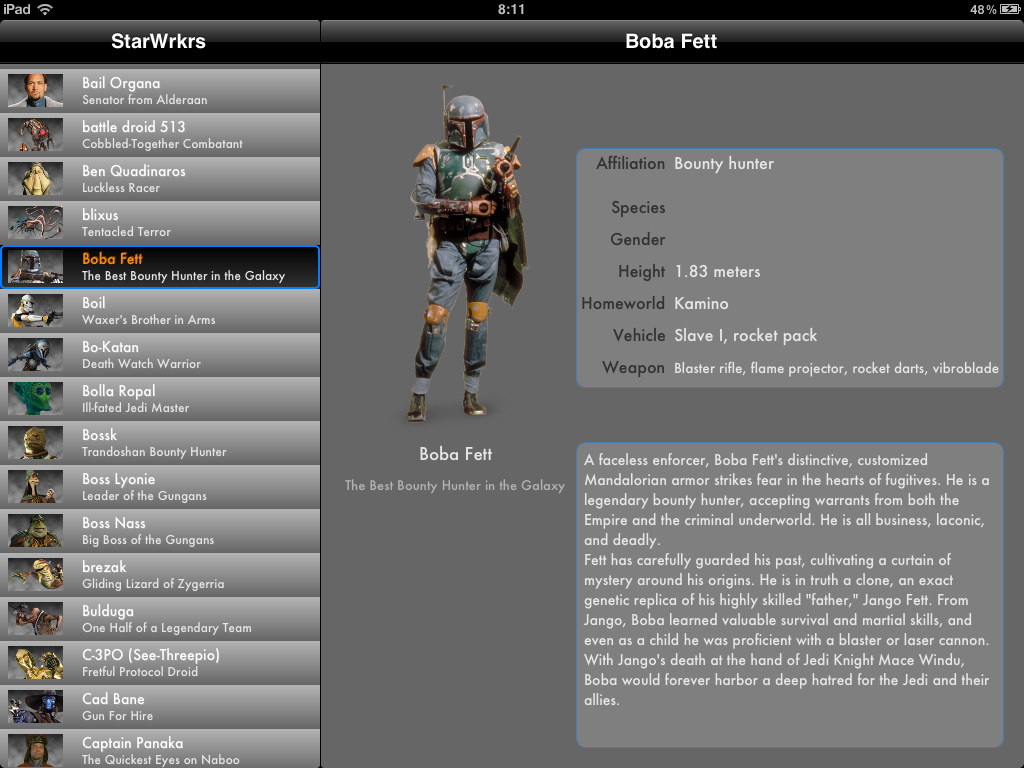 iPad
8:11
48%
StarWrkrs
Boba Fett
Bail Organa
Senator from Alderaan
battle droid 513
Cobbled-Together Combatant
Ben Quadinaros
Luckless Racer
blixus
Tentacled Terror
Boba Fett
The Best Bounty Hunter in the Galaxy
Boil
Waxer's Brother in Arms
Bo-Katan
Death Watch Warrior
Bolla Ropal
Ill-fated Jedi Master
Bossk
Trandoshan Bounty Hunter
Boss Lyonie
Leader of the Gungans
Boss Nass
Big Boss of the Gungans
brezak
Gliding Lizard of Zygerria
Bulduga
One Half of a Legendary Team
C-3PO (See-Threepio)
Fretful Protocol Droid
Cad Bane
Gun For Hire
Captain Panaka
The Quickest Eyes on Naboo
Boba Fett
The Best Bounty Hunter in the Galaxy
Affiliation Bounty hunter
Species
Gender
Height 1.83 meters
Homeworld Kamino
Vehicle Slave I, rocket pack
Weapon Blaster rifle, flame projector, rocket darts, vibroblade
A faceless enforcer, Boba Fett's distinctive, customized
Mandalorian armor strikes fear in the hearts of fugitives. He is a
legendary bounty hunter, accepting warrants from both the
Empire and the criminal underworld. He is all business, laconic,
and deadly.
Fett has carefully guarded his past, cultivating a curtain of
mystery around his origins. He is in truth a clone, an exact
genetic replica of his highly skilled "father," Jango Fett. From
Jango, Boba learned valuable survival and martial skills, and
even as a child he was proficient with a blaster or laser cannon.
With Jango's death at the hand of Jedi Knight Mace Windu,
Boba would forever harbor a deep hatred for the Jedi and their
allies.